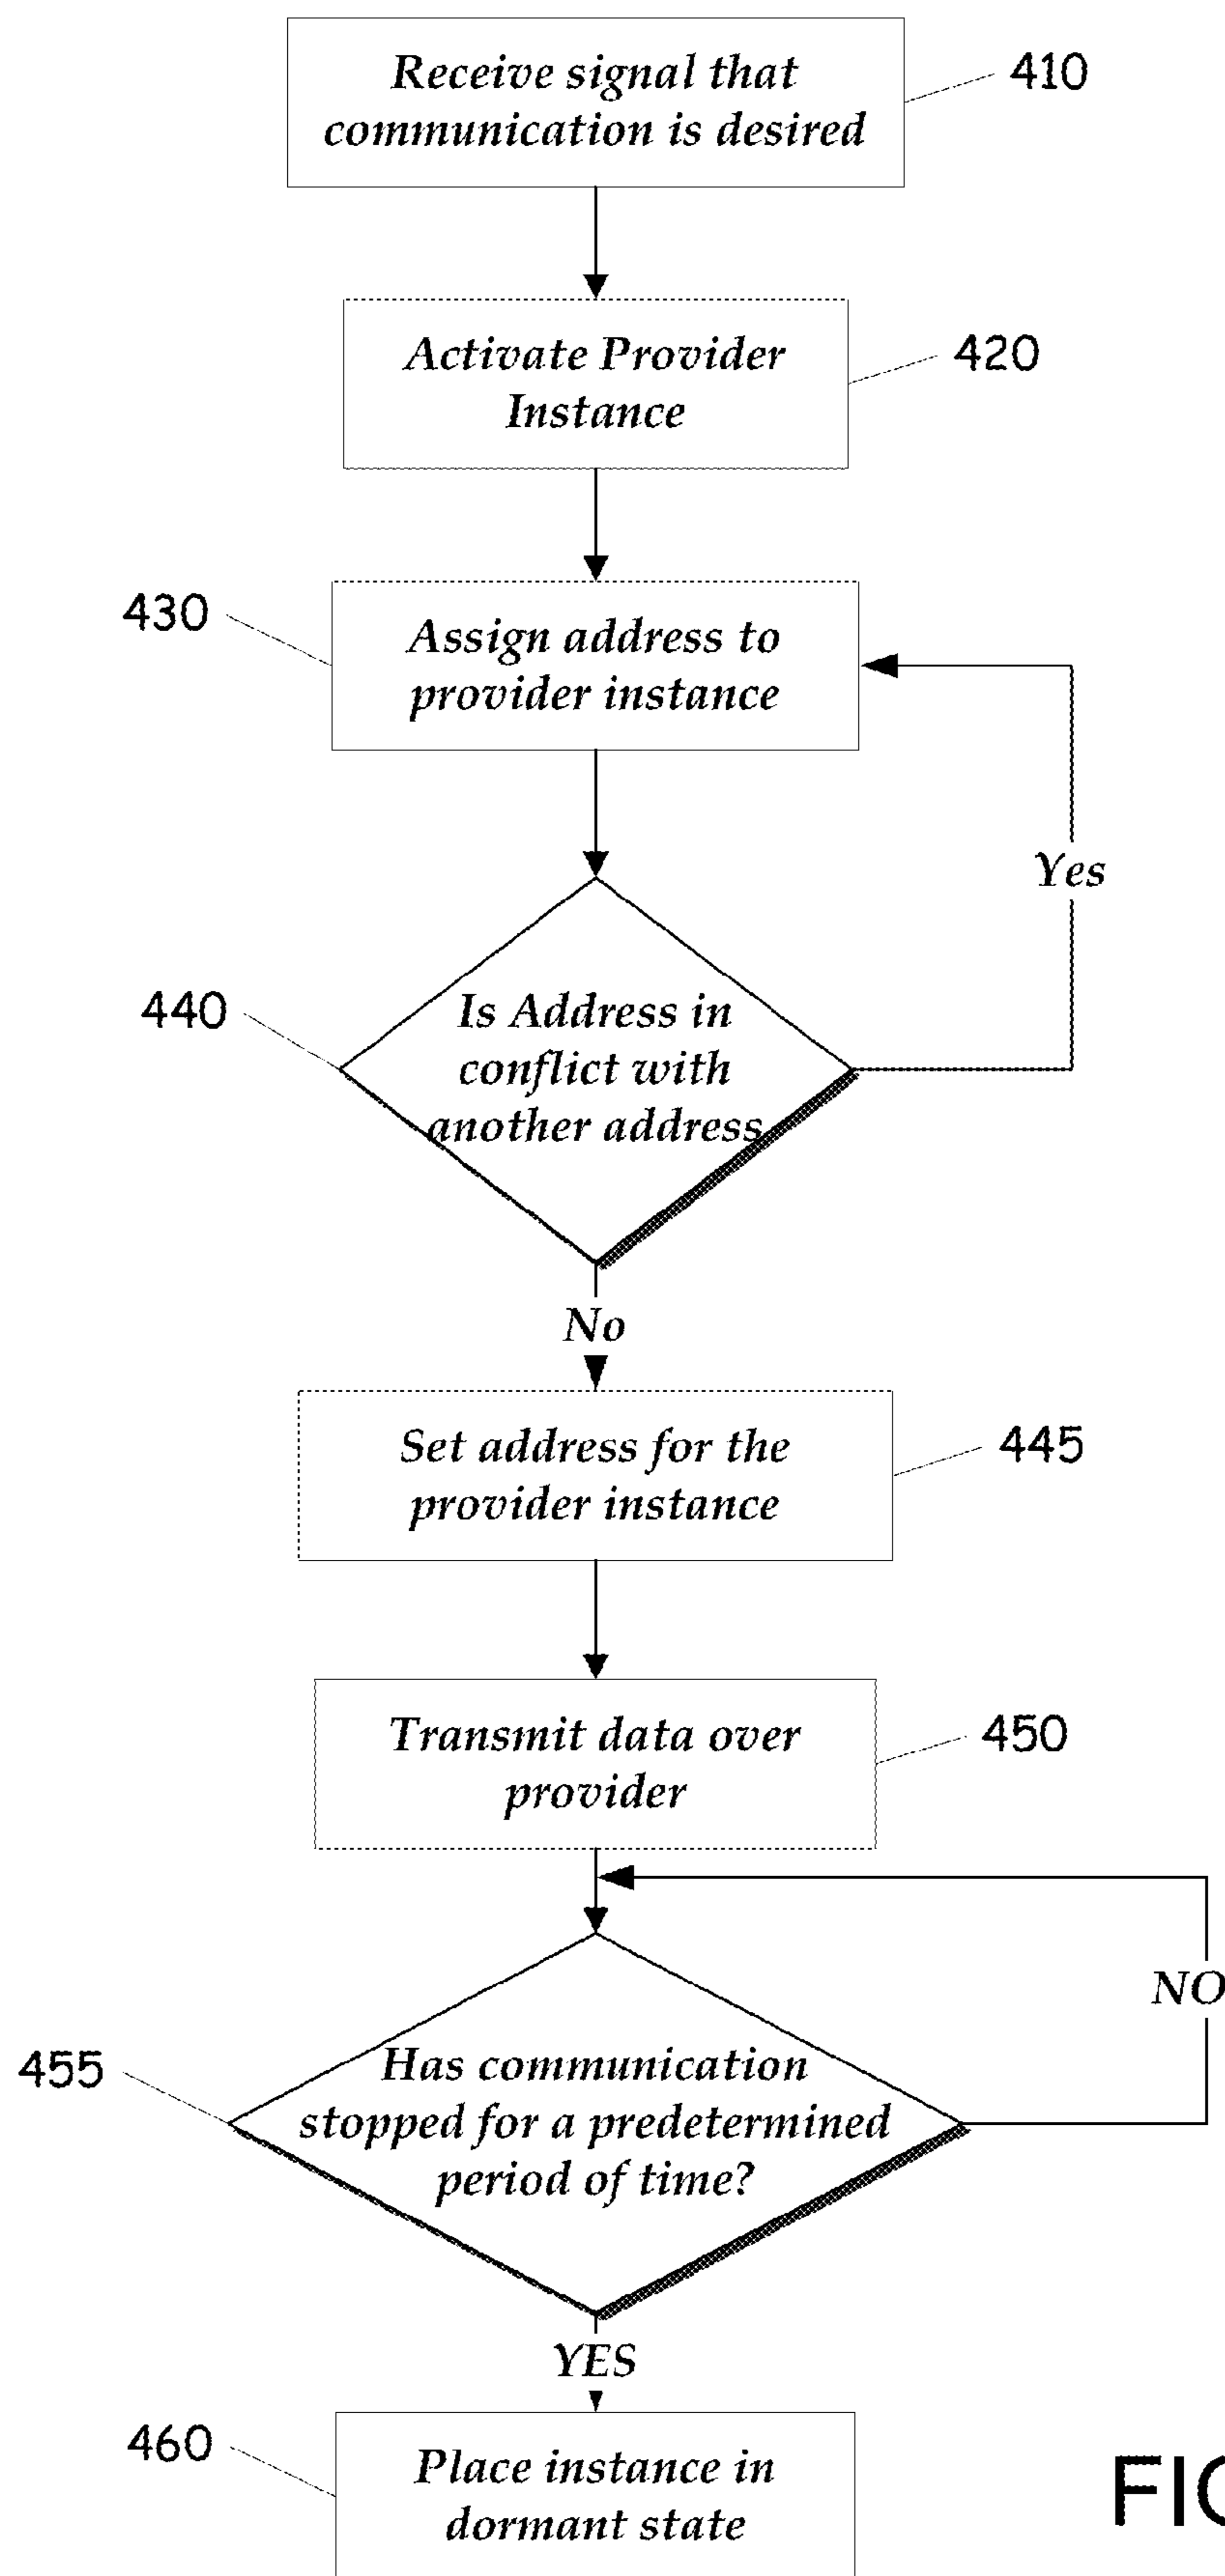 Receive signal that
communication is desired
410
Activate Provider
Instance
420
430
Assign address to
provider instance
Yes
440
Is Address in
conflict with
another address
No
Set address for the
provider instance
445
Transmit data over
provider
450
NO
455
Has communication
stopped for a predetermined
period of time?
YES
460
Place instance in
dormant state